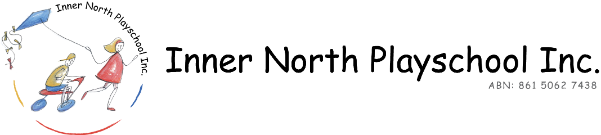 Inner North Playschool Inc.
Inner North Playschool Inc.
ABN: 861 5062 7438